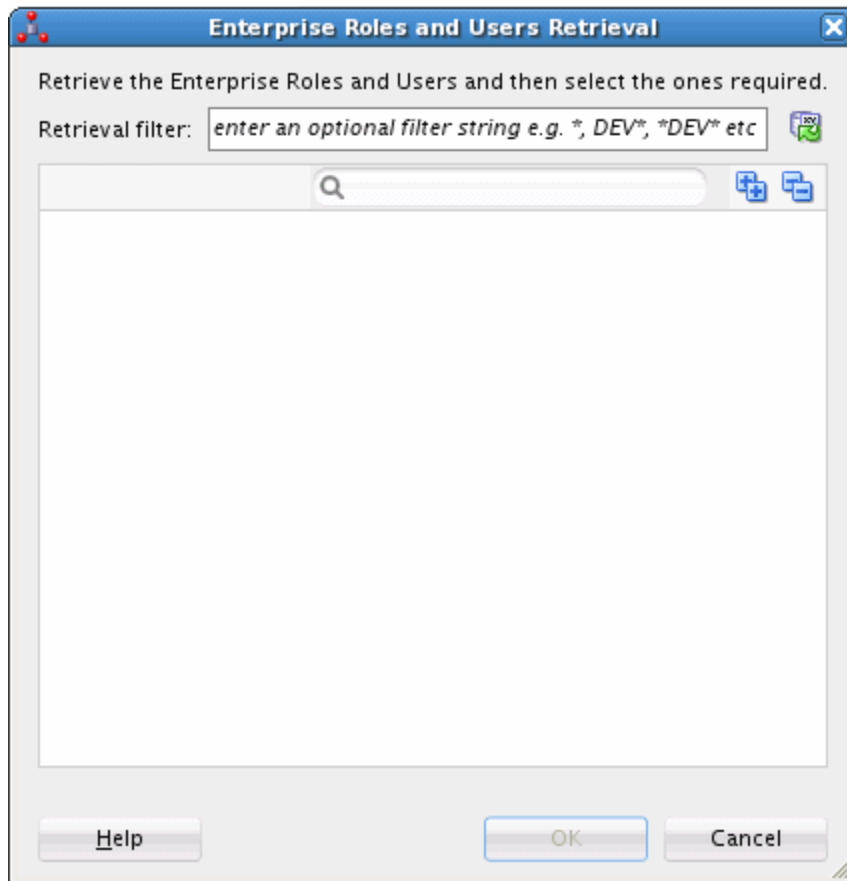 Enterprise Roles and Users Retrieval
Retrieve the Enterprise Roles and Users and then select the ones required.
Retrieval filter: enter an optional filter string e.g. *, DEV*, *DEV* etc
Help OK Cancel